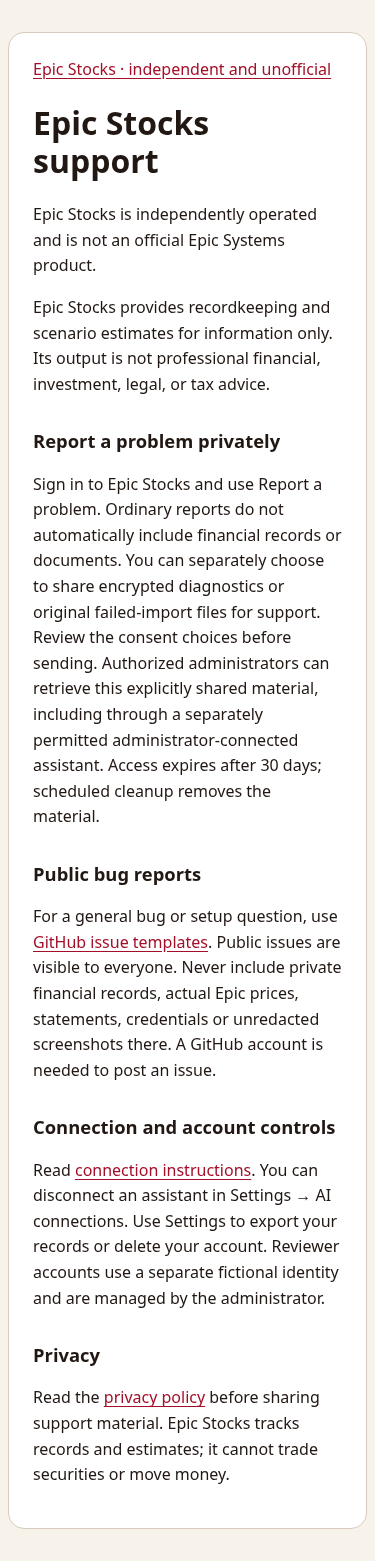 Epic Stocks · independent and unofficial
Epic Stocks
support
Epic Stocks is independently operated
and is not an official Epic Systems
product.
Epic Stocks provides recordkeeping and
scenario estimates for information only.
Its output is not professional financial,
investment, legal, or tax advice.
Report a problem privately
Sign in to Epic Stocks and use Report a
problem. Ordinary reports do not
automatically include financial records or
documents. You can separately choose
to share encrypted diagnostics or
original failed-import files for support.
Review the consent choices before
sending. Authorized administrators can
retrieve this explicitly shared material,
including through a separately
permitted administrator-connected
assistant. Access expires after 30 days;
scheduled cleanup removes the
material.
Public bug reports
For a general bug or setup question, use
GitHub issue templates. Public issues are
visible to everyone. Never include private
financial records, actual Epic prices,
statements, credentials or unredacted
screenshots there. A GitHub account is
needed to post an issue.
Connection and account controls
Read connection instructions. You can
disconnect an assistant in Settings → AI
connections. Use Settings to export your
records or delete your account. Reviewer
accounts use a separate fictional identity
and are managed by the administrator.
Privacy
Read the privacy policy before sharing
support material. Epic Stocks tracks
records and estimates; it cannot trade
securities or move money.